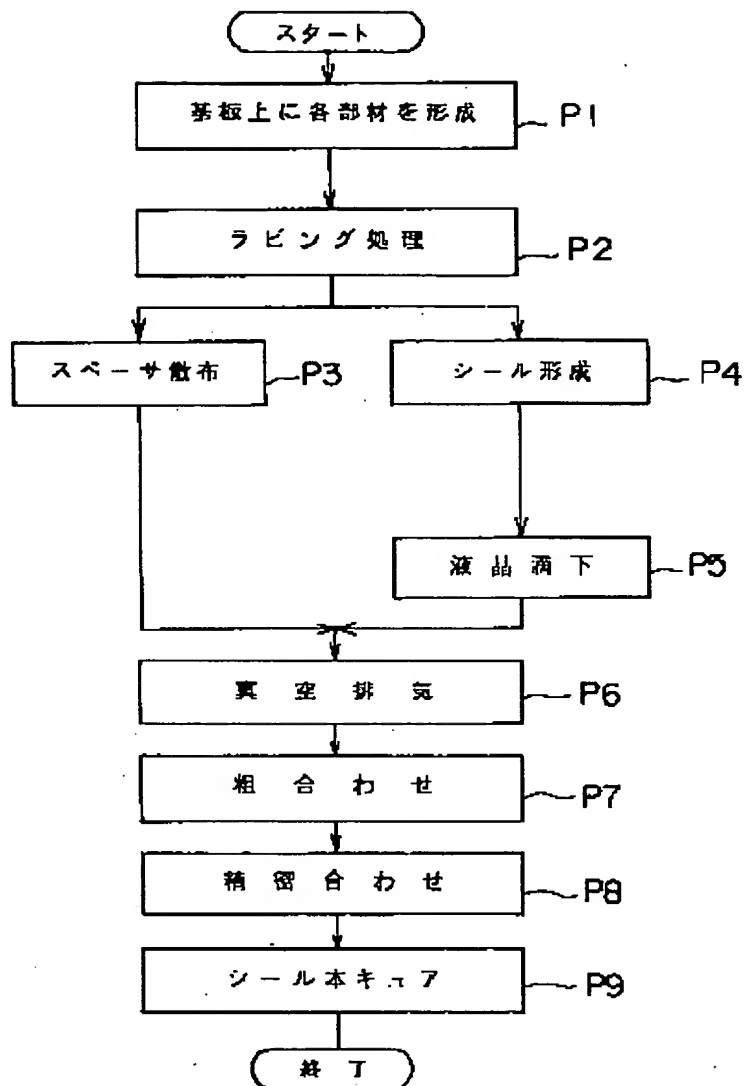 スタート
基板上に各部材を形成 P1
ラビング処理 P2
スペーサ散布 P3
シール形成 P4
液晶滴下 P5
真空排気 P6
粗合わせ P7
精密合わせ P8
シール本キュア P9
終了